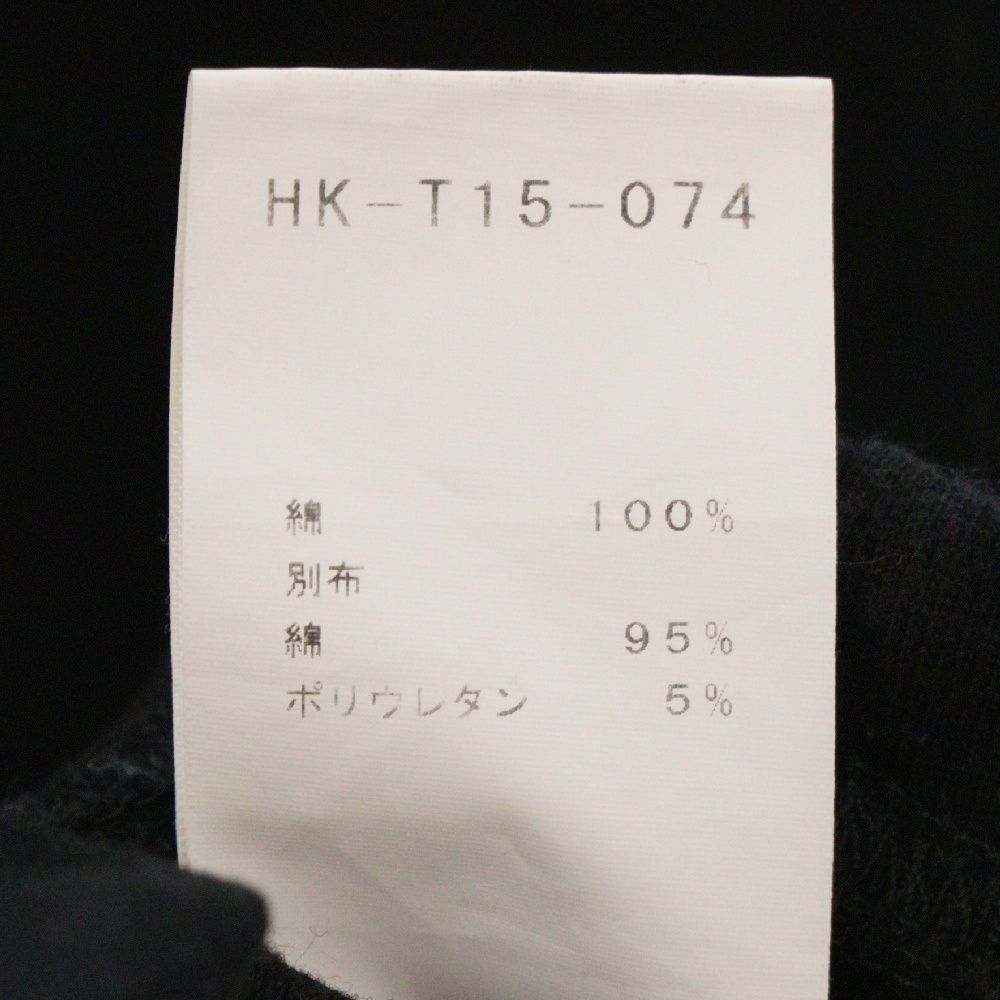 HK-T15-074
綿 100%
別布
綿 95%
ポリウレタン 5%